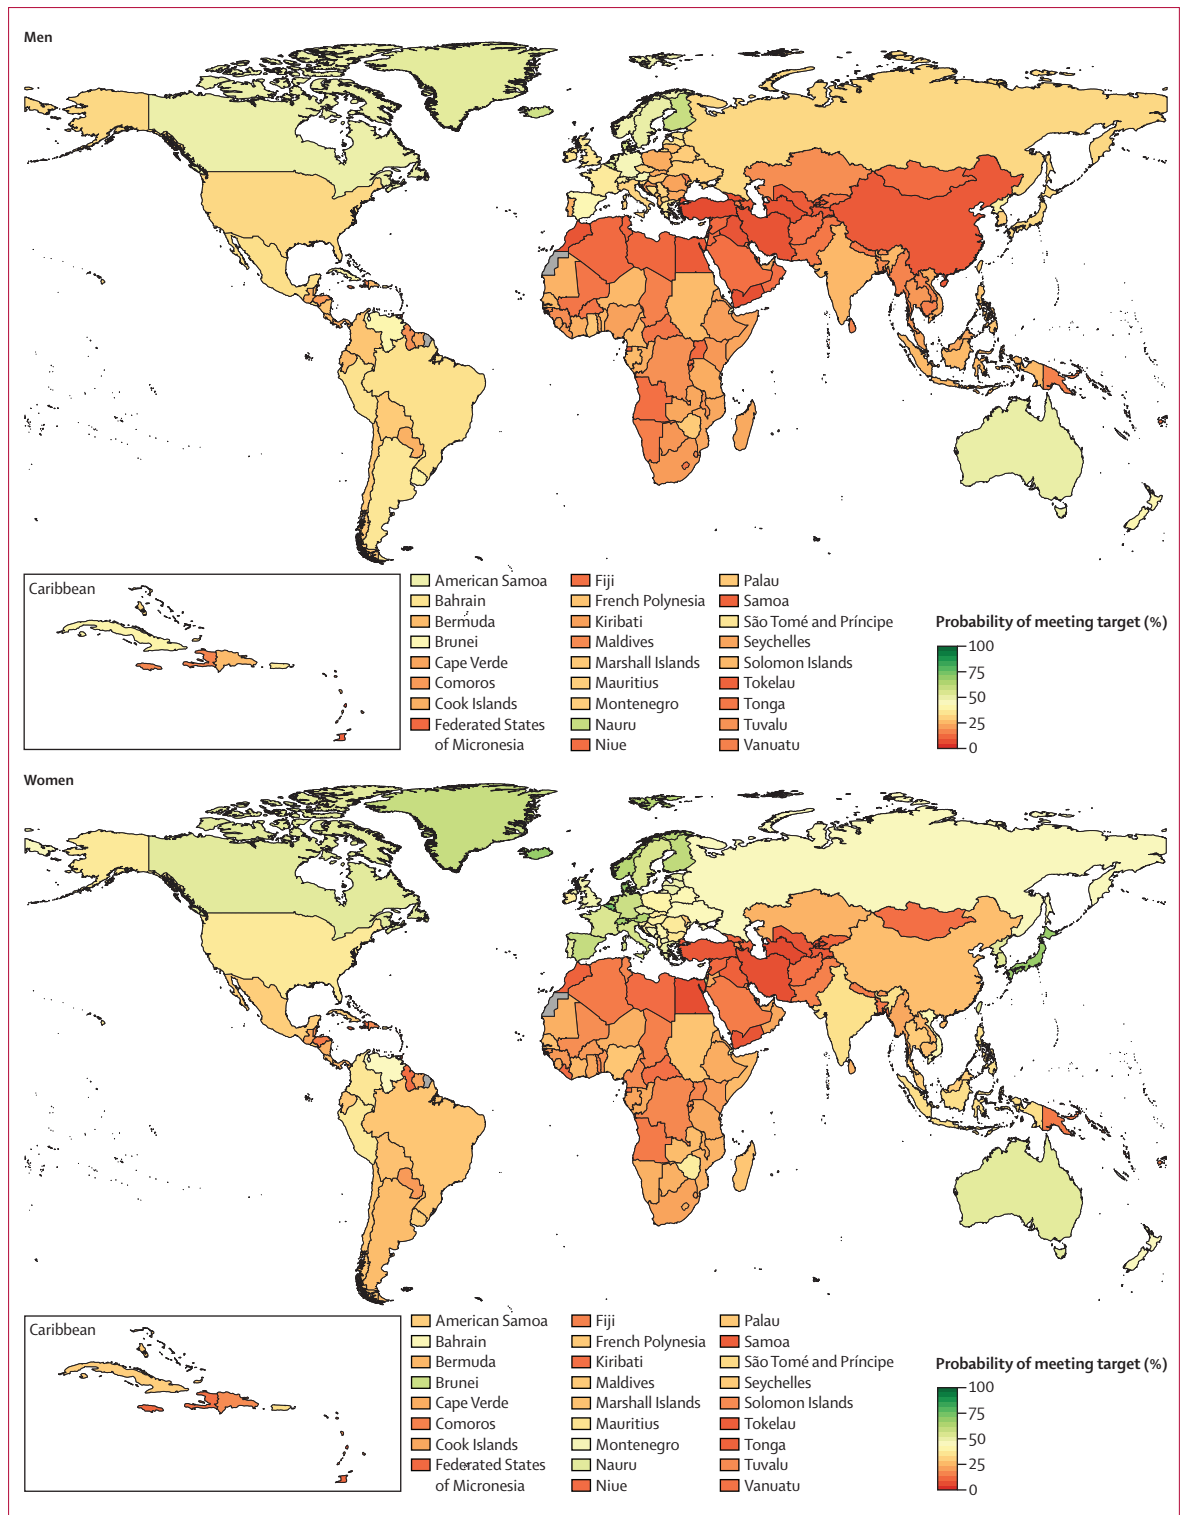 Men
Caribbean
American Samoa
Bahrain
Bermuda
Brunei
Cape Verde
Comoros
Cook Islands
Federated States
of Micronesia
Fiji
French Polynesia
Kiribati
Maldives
Marshall Islands
Mauritius
Montenegro
Nauru
Niue
Palau
Samoa
São Tomé and Príncipe
Seychelles
Solomon Islands
Tokelau
Tonga
Tuvalu
Vanuatu
Probability of meeting target (%)
100
75
50
25
0
Women
Caribbean
American Samoa
Bahrain
Bermuda
Brunei
Cape Verde
Comoros
Cook Islands
Federated States
of Micronesia
Fiji
French Polynesia
Kiribati
Maldives
Marshall Islands
Mauritius
Montenegro
Nauru
Niue
Palau
Samoa
São Tomé and Príncipe
Seychelles
Solomon Islands
Tokelau
Tonga
Tuvalu
Vanuatu
Probability of meeting target (%)
100
75
50
25
0